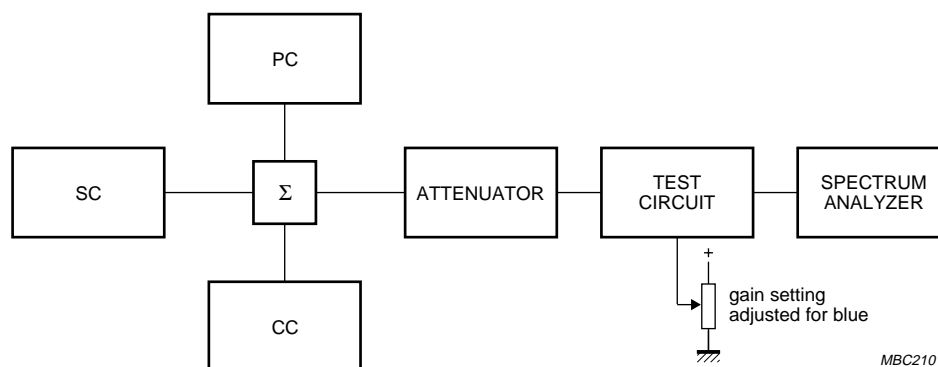 PC
SC
Σ
ATTENUATOR
TEST
CIRCUIT
SPECTRUM
ANALYZER
CC
+
gain setting
adjusted for blue
MBC210